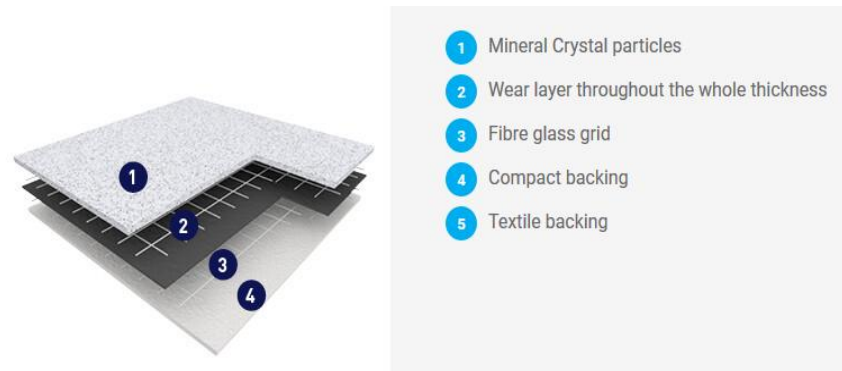 1 Mineral Crystal particles
2 Wear layer throughout the whole thickness
3 Fibre glass grid
4 Compact backing
5 Textile backing
1
2
3
4